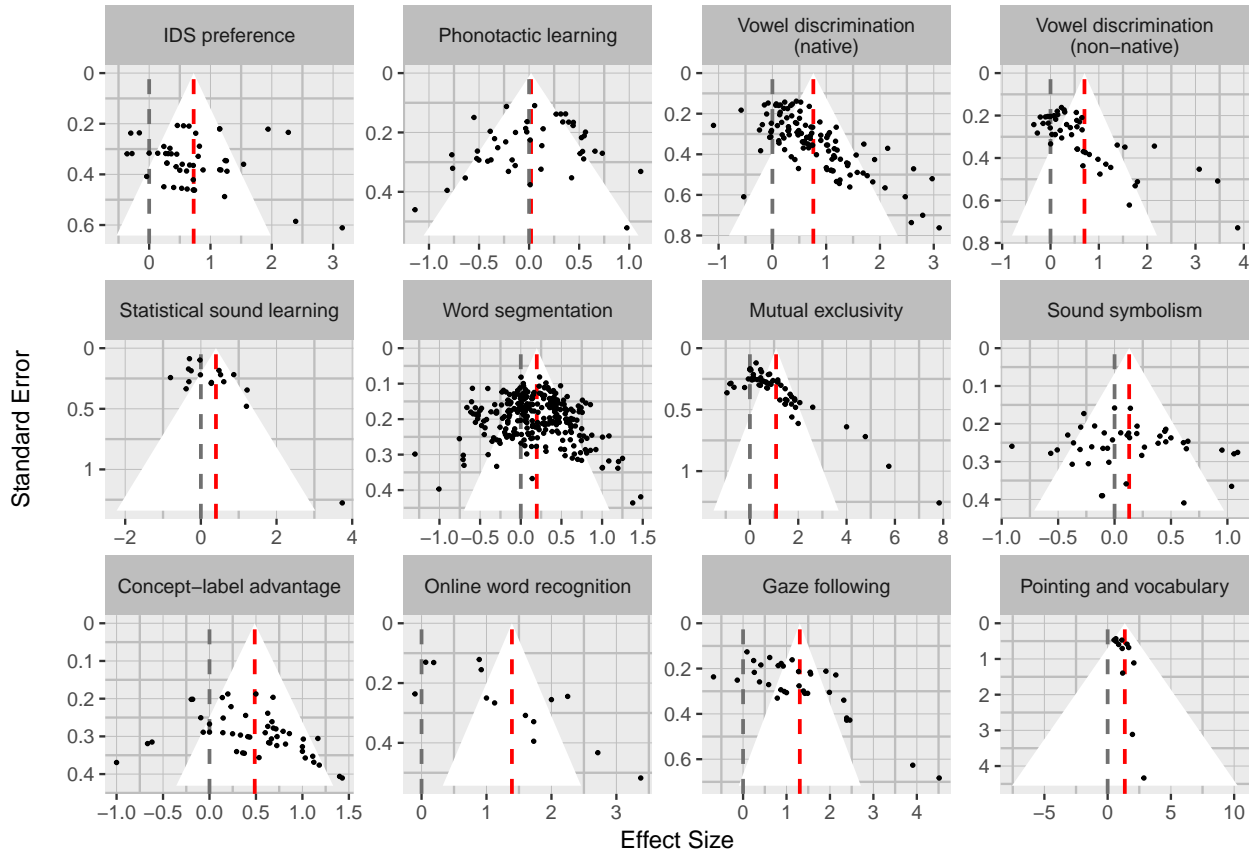 IDS preference
Phonotactic learning
Vowel discrimination
(native)
Vowel discrimination
(non−native)
0
0.2
0.4
0.6
0 1 2 3
0
0.2
0.4
−1.0 −0.5 0.0 0.5 1.0
0
0.2
0.4
0.6
0.8
−1 0 1 2 3
0
0.2
0.4
0.6
0.8
0 1 2 3 4
Statistical sound learning
Word segmentation
Mutual exclusivity
Sound symbolism
0
0.5
1
−2 0 2 4
0
0.1
0.2
0.3
0.4
−1.0 −0.5 0.0 0.5 1.0 1.5
0
0.5
1
0 2 4 6 8
0
0.1
0.2
0.3
0.4
−1.0 −0.5 0.0 0.5 1.0
Concept−label advantage
Online word recognition
Gaze following
Pointing and vocabulary
0
0.1
0.2
0.3
0.4
−1.0 −0.5 0.0 0.5 1.0 1.5
0
0.2
0.4
0 1 2 3
0
0.2
0.4
0.6
0 1 2 3 4
0
1
2
3
4
−5 0 5 10
Standard Error
Effect Size